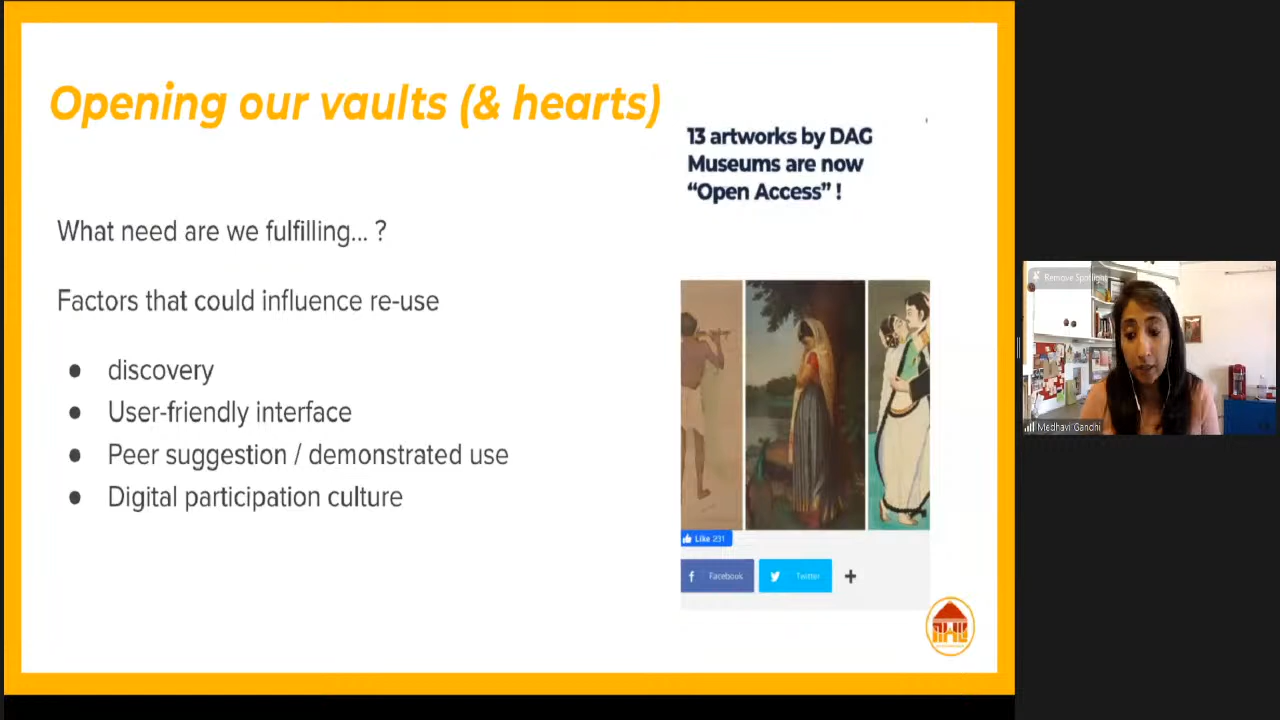 Opening our vaults (& hearts)
13 artworks by DAG
Museums are now
“Open Access” !
What need are we fulfilling... ?
Factors that could influence re-use
● discovery
● User-friendly interface
● Peer suggestion / demonstrated use
● Digital participation culture
Like 231
Facebook
Twitter
Remove Spotlight
Medhavi Gandhi